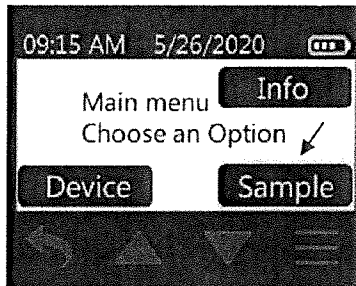 09:15 AM 5/26/2020
Info
Main menu
Choose an Option
Device Sample